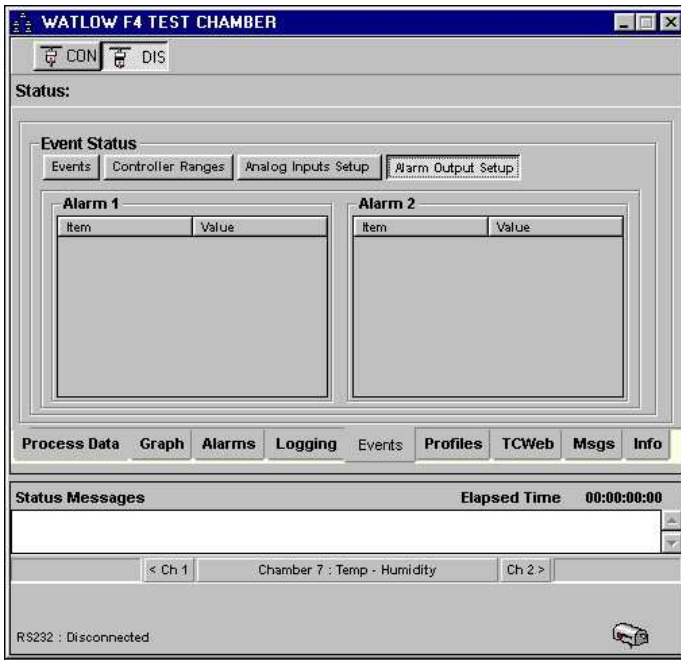 WATLOW F4 TEST CHAMBER
CON DIS
Status:
Event Status
Events Controller Ranges Analog Inputs Setup Alarm Output Setup
Alarm 1 Alarm 2
Item Value Item Value
Process Data Graph Alarms Logging Events Profiles TCWeb Msgs Info
Status Messages Elapsed Time 00:00:00:00
< Ch 1 Chamber 7 : Temp - Humidity Ch 2 >
RS232 : Disconnected